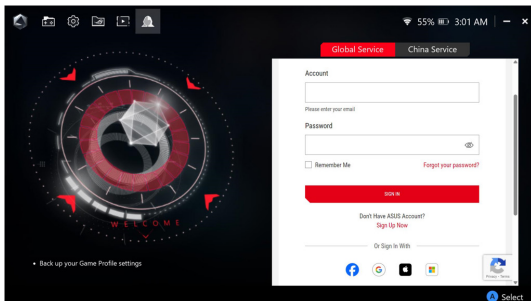 55% 3:01 AM
Global Service China Service
Account
Please enter your email
Password
Remember Me Forgot your password?
SIGN IN
Don't Have ASUS Account?
Sign Up Now
Or Sign In With
WELCOME
• Back up your Game Profile settings
Privacy - Terms
A Select